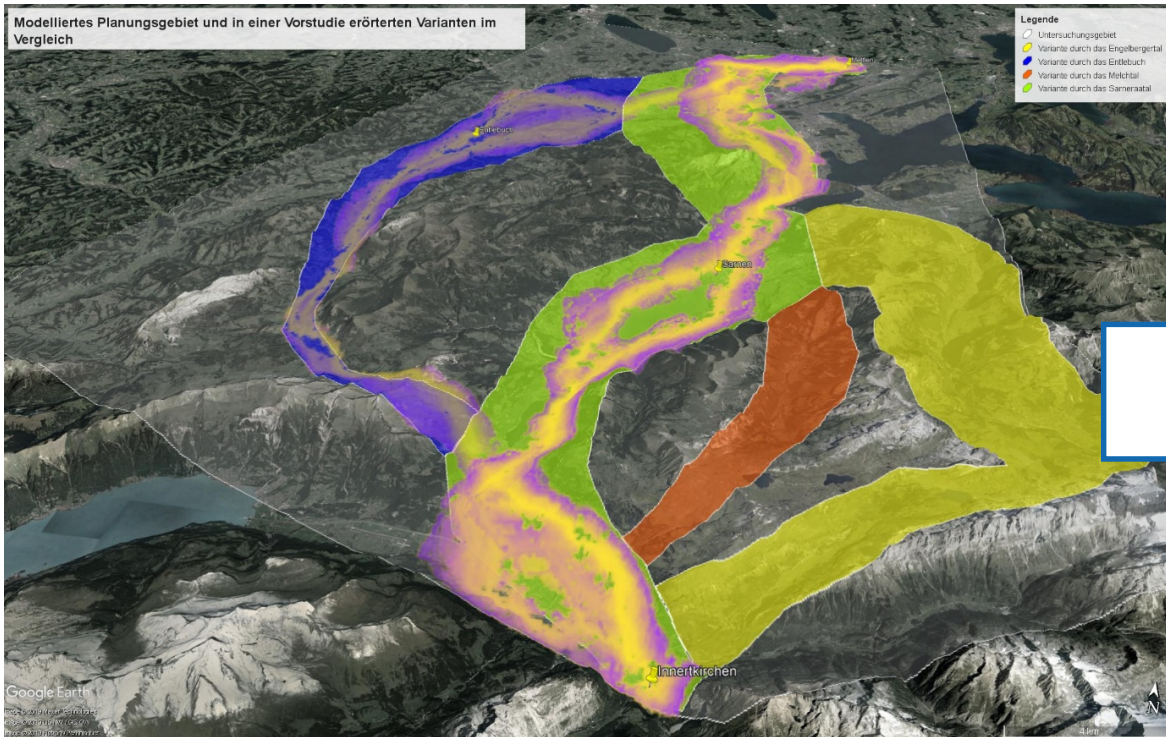 Modelliertes Planungsgebiet und in einer Vorstudie erörterten Varianten im
Vergleich
Legende
Untersuchungsgebiet
Variante durch das Engelbergertal
Variante durch das Entlebuch
Variante durch das Melchtal
Variante durch das Sarneraatal
Entlebuch
Sarnen
Innertkirchen
Google Earth
N